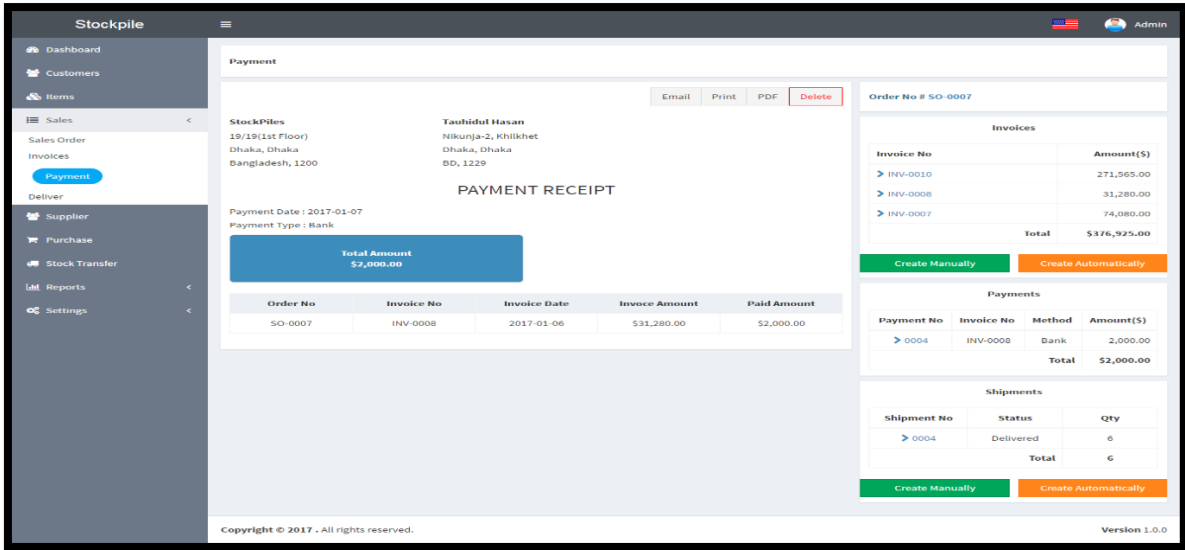 Stockpile
Admin
Dashboard
Customers
Items
Sales
Sales Order
Invoices
Payment
Deliver
Supplier
Purchase
Stock Transfer
Reports
Settings
Payment
Email Print PDF Delete
StockPiles
19/19(1st Floor)
Dhaka, Dhaka
Bangladesh, 1200
Tauhidul Hasan
Nikunja-2, Khilkhet
Dhaka, Dhaka
BD, 1229
PAYMENT RECEIPT
Payment Date : 2017-01-07
Payment Type : Bank
Total Amount
$2,000.00
Order No Invoice No Invoice Date Invoce Amount Paid Amount
SO-0007 INV-0008 2017-01-06 $31,280.00 $2,000.00
Order No # SO-0007
Invoices
Invoice No Amount($)
INV-0010 271,565.00
INV-0008 31,280.00
INV-0007 74,080.00
Total $376,925.00
Create Manually Create Automatically
Payments
Payment No Invoice No Method Amount($)
0004 INV-0008 Bank 2,000.00
Total $2,000.00
Shipments
Shipment No Status Qty
0004 Delivered 6
Total 6
Create Manually Create Automatically
Copyright © 2017 . All rights reserved.
Version 1.0.0